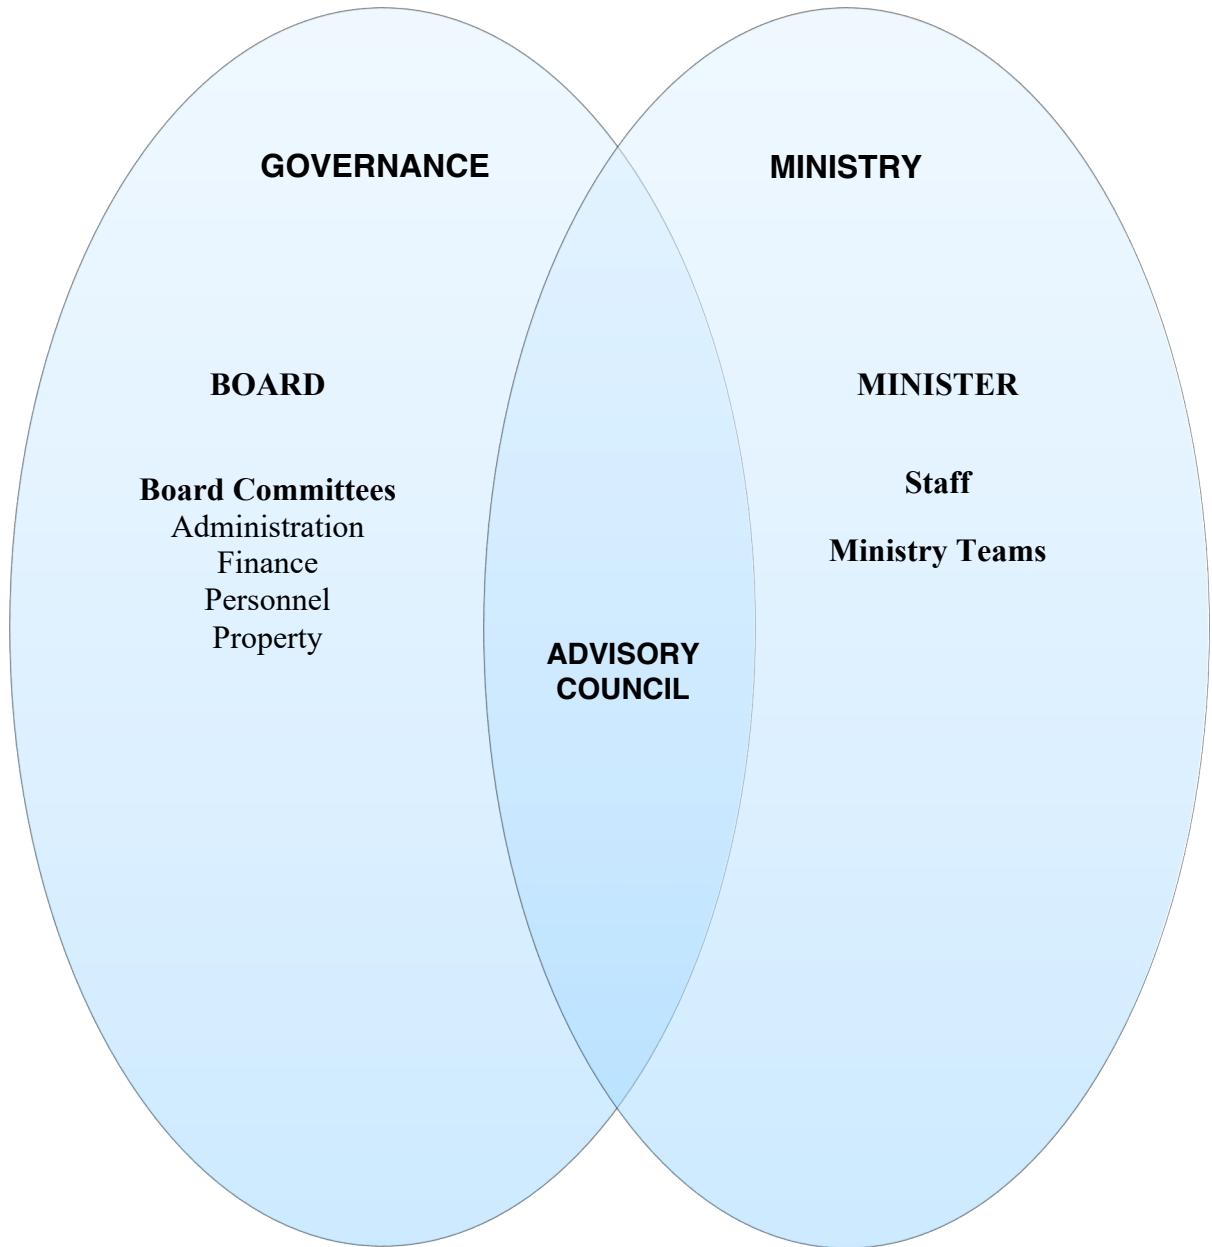 GOVERNANCE
BOARD
Board Committees
Administration
Finance
Personnel
Property
ADVISORY
COUNCIL
MINISTRY
MINISTER
Staff
Ministry Teams